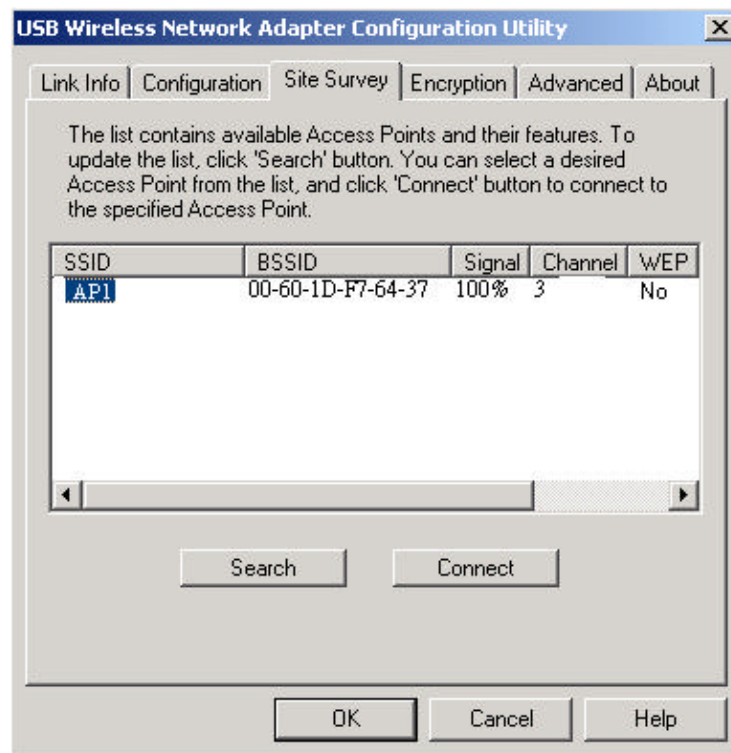 USB Wireless Network Adapter Configuration Utility
Link Info Configuration Site Survey Encryption Advanced About
The list contains available Access Points and their features. To
update the list, click 'Search' button. You can select a desired
Access Point from the list, and click 'Connect' button to connect to
the specified Access Point.
SSID BSSID Signal Channel WEP
AP1 00-60-1D-F7-64-37 100% 3 No
Search Connect
OK Cancel Help